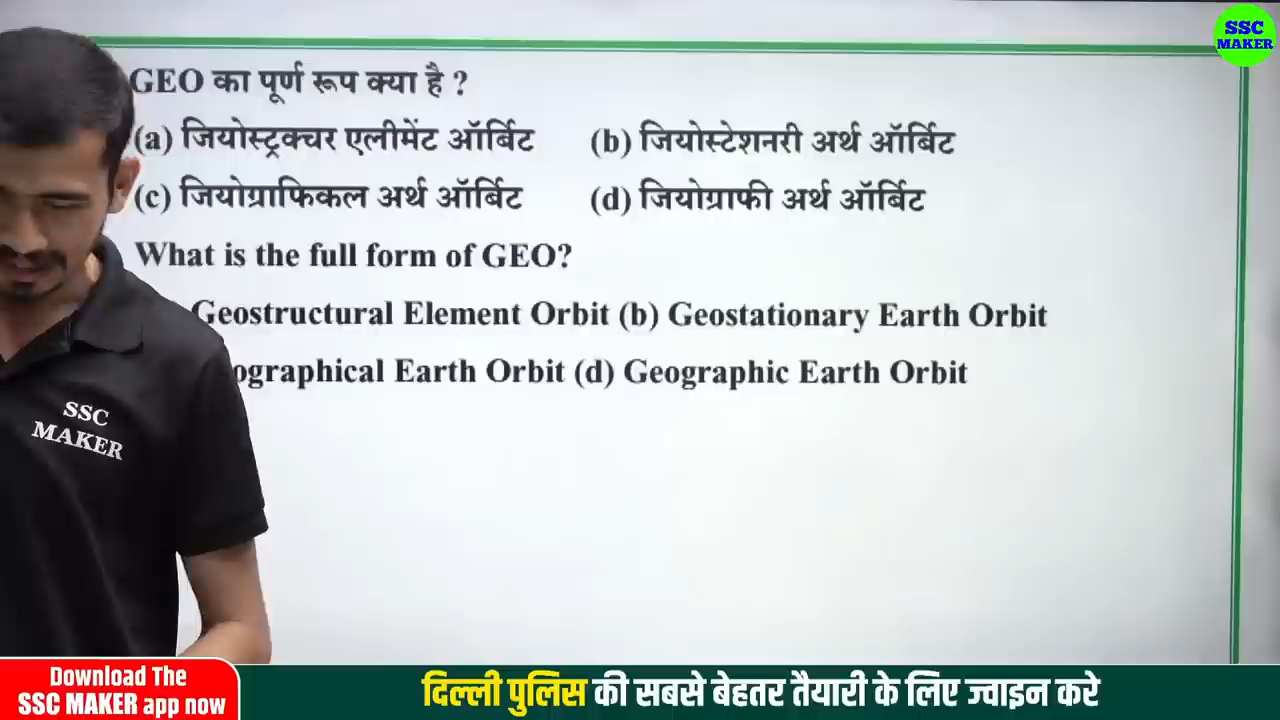 SSC
MAKER
GEO का पूर्ण रूप क्या है ?
(a) जियोस्ट्रक्चर एलीमेंट ऑर्बिट (b) जियोस्टेशनरी अर्थ ऑर्बिट
(c) जियोग्राफिकल अर्थ ऑर्बिट (d) जियोग्राफी अर्थ ऑर्बिट
What is the full form of GEO?
Geostructural Element Orbit (b) Geostationary Earth Orbit
Earth Orbit (d) Geographic Earth Orbit
SSC
MAKER
Download The
SSC MAKER app now
दिल्ली पुलिस की सबसे बेहतर तैयारी के लिए ज्वाइन करे